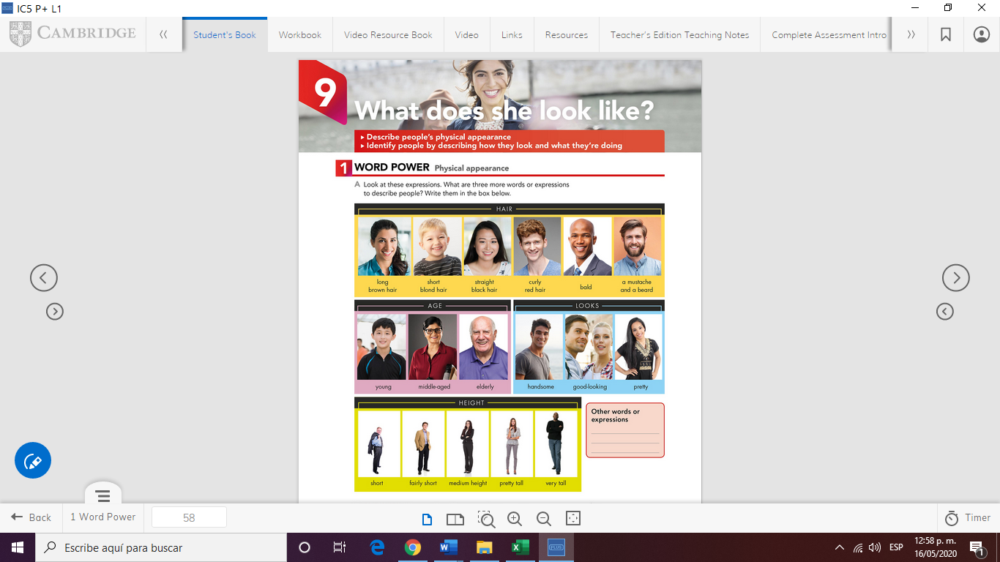 IC5 P+ L1
CAMBRIDGE
Student's Book
Workbook
Video Resource Book
Video
Links
Resources
Teacher's Edition Teaching Notes
Complete Assessment Intro
9
What does she look like?
▸ Describe people's physical appearance
▸ Identify people by describing how they look and what they're doing
1 WORD POWER Physical appearance
A Look at these expressions. What are three more words or expressions
to describe people? Write them in the box below.
HAIR
long
brown hair
short
blond hair
straight
black hair
curly
red hair
bald
a mustache
and a beard
AGE
young
middle-aged
elderly
LOOKS
handsome
good-looking
pretty
HEIGHT
short
fairly short
medium height
pretty tall
very tall
Other words or
expressions
Back
1 Word Power
58
Timer
Escribe aquí para buscar
PLUS
ESP
12:58 p. m.
16/05/2020
1